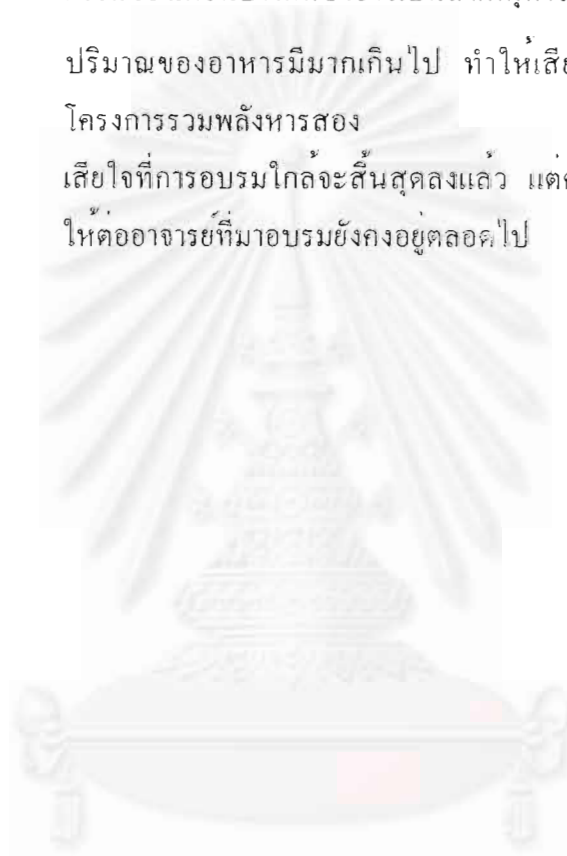 ปริมาณของอาหารมีมากเกินไป ทำให้เสีย
โครงการรวมพลังหารสอง
เสียใจที่การอบรมใกล้จะสิ้นสุดลงแล้ว แต่
ให้ต่ออาจารย์ที่มาอบรมยังคงอยู่ตลอดไป